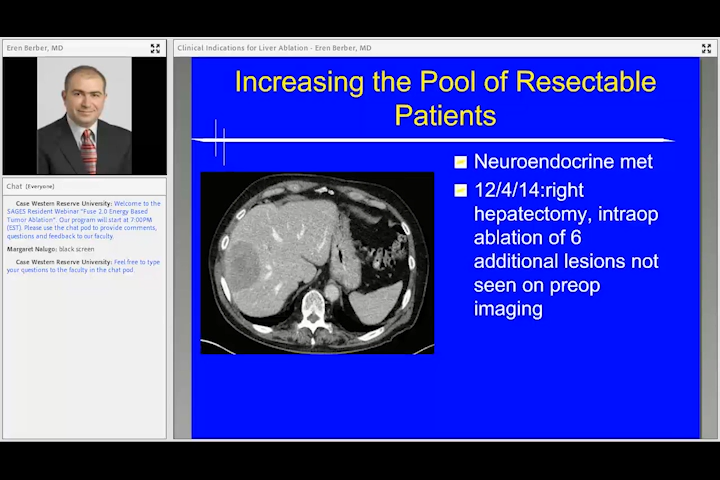 Eren Berber, MD
Clinical Indications for Liver Ablation - Eren Berber, MD
Chat (Everyone)
Case Western Reserve University: Welcome to the
SAGES Resident Webinar "Fuse 2.0 Energy Based
Tumor Ablation". Our program will start at 7:00PM
(EST). Please use the chat pod to provide comments,
questions and feedback to our faculty.
Margaret Nalugo: black screen
Case Western Reserve University: Feel free to type
your questions to the faculty in the chat pod
Increasing the Pool of Resectable
Patients
Neuroendocrine met
12/4/14:right
hepatectomy, intraop
ablation of 6
additional lesions not
seen on preop
imaging